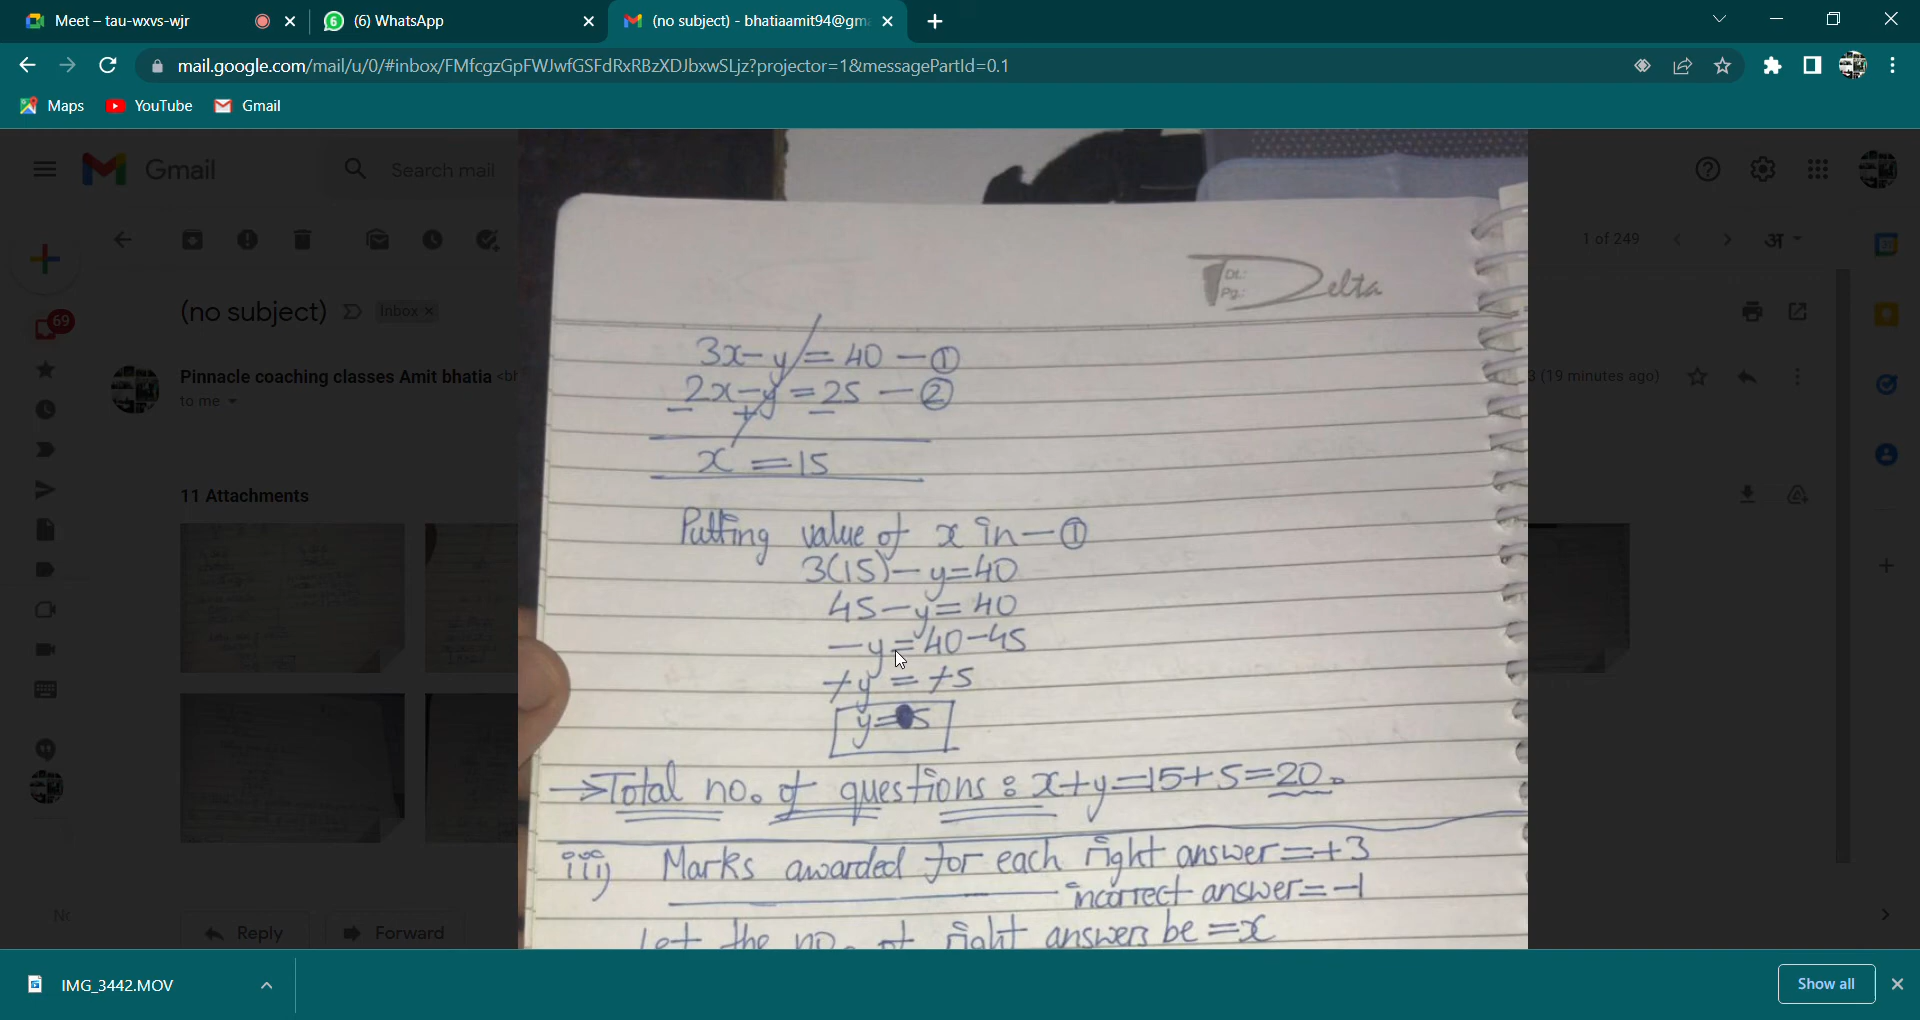 Meet – tau-wxvs-wjr
(6) WhatsApp
(no subject) - bhatiaamit94@gm
mail.google.com/mail/u/0/#inbox/FMfcgzGpFWJwfGSFdRxRBzXDJbxwSLjz?projector=1&messagePartId=0.1
Maps YouTube Gmail
Gmail
Search mail
1 of 249
अ
(no subject)
Inbox ×
69
Pinnacle coaching classes Amit bhatia <bh
3 (19 minutes ago)
to me
11 Attachments
Dt.:
Pg.:
Delta
3x-y=40 -①
2x-y=25 -②
- + -
x =15
Putting value of x in -①
3(15)-y=40
45-y=40
-y=40-45
+y = +5
y=5
→Total no. of questions: x+y=15+5=20.
iii) Marks awarded for each right answer=+3
incorrect answer=-1
Let the no. of right answers be =x
Reply
Forward
IMG_3442.MOV
Show all